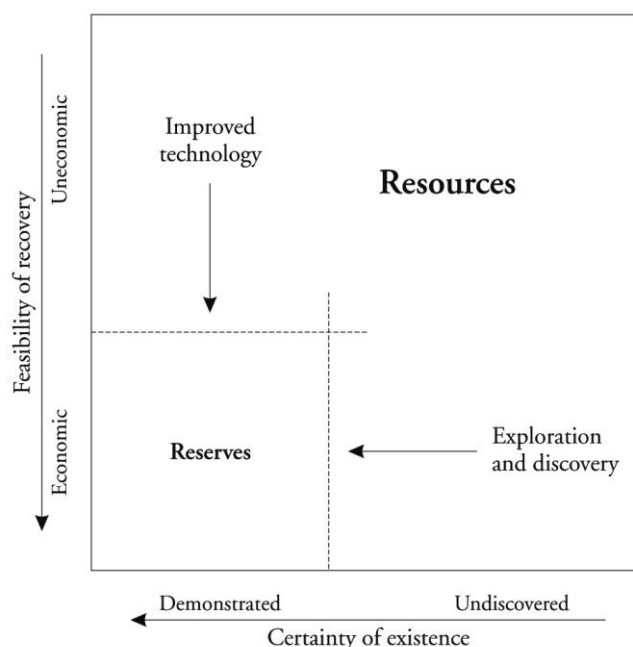 Improved
technology
Resources
Feasibility of recovery
Uneconomic
Economic
Reserves
Exploration
and discovery
Demonstrated
Undiscovered
Certainty of existence